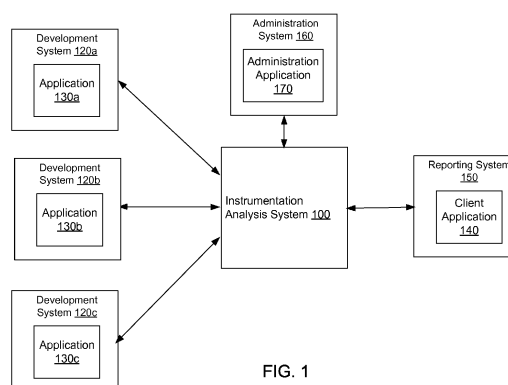 Development
System 120a
Application
130a
Administration
System 160
Administration
Application
170
Development
System 120b
Application
130b
Instrumentation
Analysis System 100
Reporting System
150
Client
Application
140
Development
System 120c
Application
130c
FIG. 1